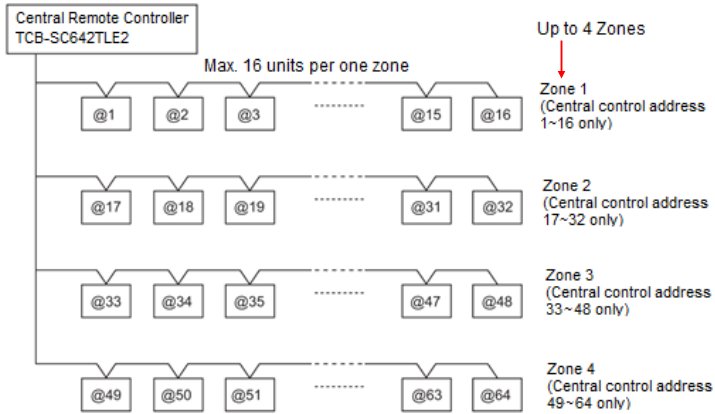 Central Remote Controller
TCB-SC642TLE2
Up to 4 Zones
Max. 16 units per one zone
@1 @2 @3 @15 @16
Zone 1
(Central control address
1~16 only)
@17 @18 @19 @31 @32
Zone 2
(Central control address
17~32 only)
@33 @34 @35 @47 @48
Zone 3
(Central control address
33~48 only)
@49 @50 @51 @63 @64
Zone 4
(Central control address
49~64 only)